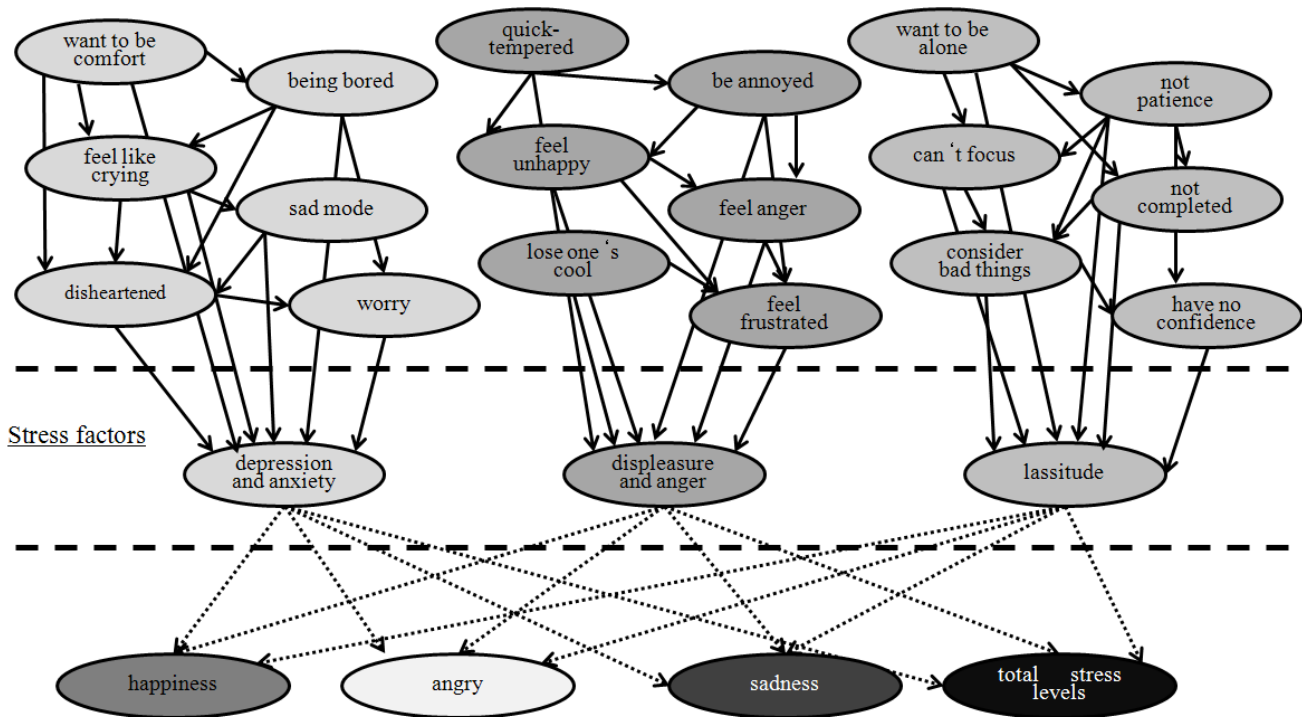 want to be
comfort
being bored
feel like
crying
sad mode
disheartened
worry
quick-
tempered
be annoyed
feel
unhappy
feel anger
lose one‘s
cool
feel
frustrated
want to be
alone
not
patience
can‘t focus
not
completed
consider
bad things
have no
confidence
Stress factors
depression
and anxiety
displeasure
and anger
lassitude
happiness
angry
sadness
total stress
levels